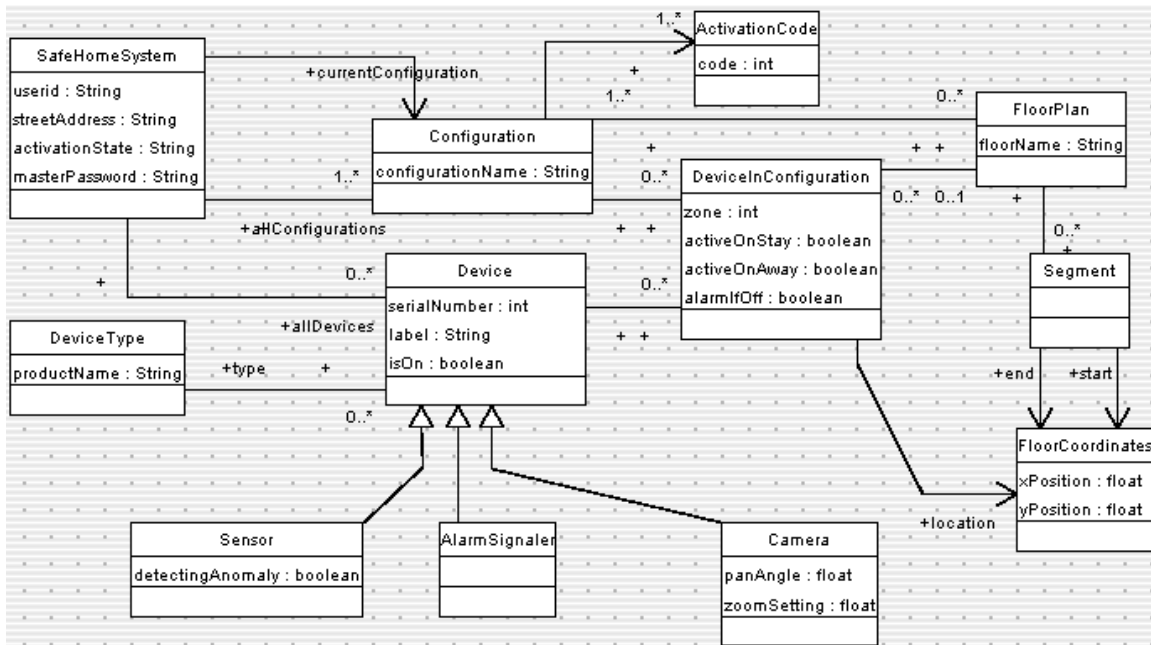 SafeHomeSystem
userid : String
streetAddress : String
activationState : String
masterPassword : String
+currentConfiguration
1..*
ActivationCode
code : int
+
1..*
Configuration
configurationName : String
0..*
FloorPlan
floorName : String
+
+ +
1..*
+allConfigurations
0..*
DeviceInConfiguration
zone : int
activeOnStay : boolean
activeOnAway : boolean
alarmIfOff : boolean
0..* 0..1
+
+ +
0..*
+
Segment
+
0..*
Device
serialNumber : int
label : String
isOn : boolean
0..*
+ +
+allDevices
DeviceType
productName : String
+type
+
0..*
+end
+start
FloorCoordinates
xPosition : float
yPosition : float
+location
Sensor
detectingAnomaly : boolean
AlarmSignaler
Camera
panAngle : float
zoomSetting : float